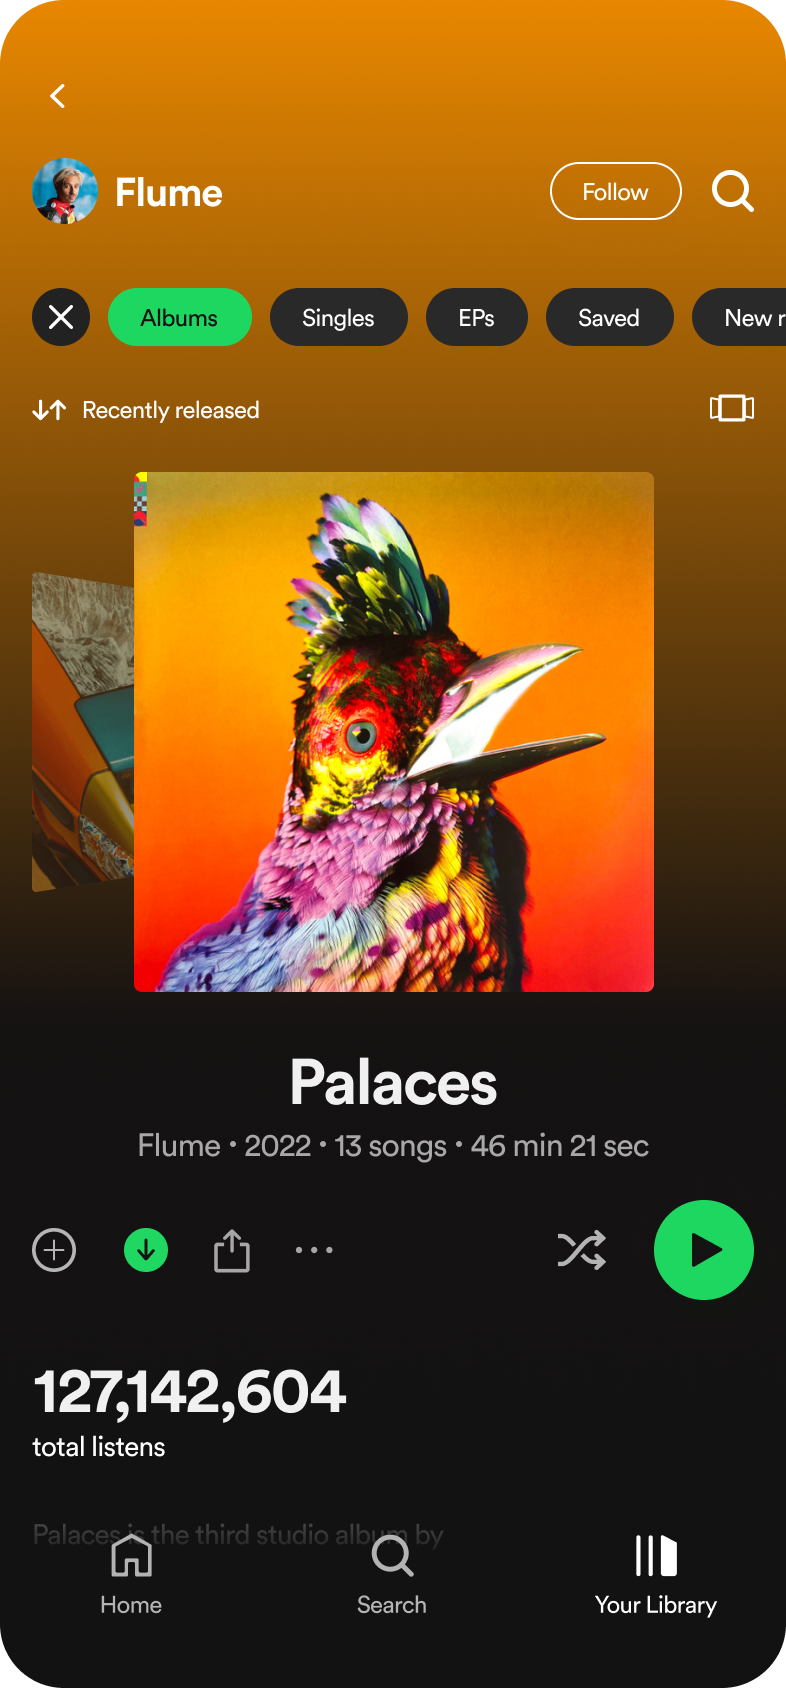 Flume
Follow
Albums
Singles
EPs
Saved
New r
Recently released
Palaces
Flume • 2022 • 13 songs • 46 min 21 sec
127,142,604
total listens
Palaces is the third studio album by
Home
Search
Your Library